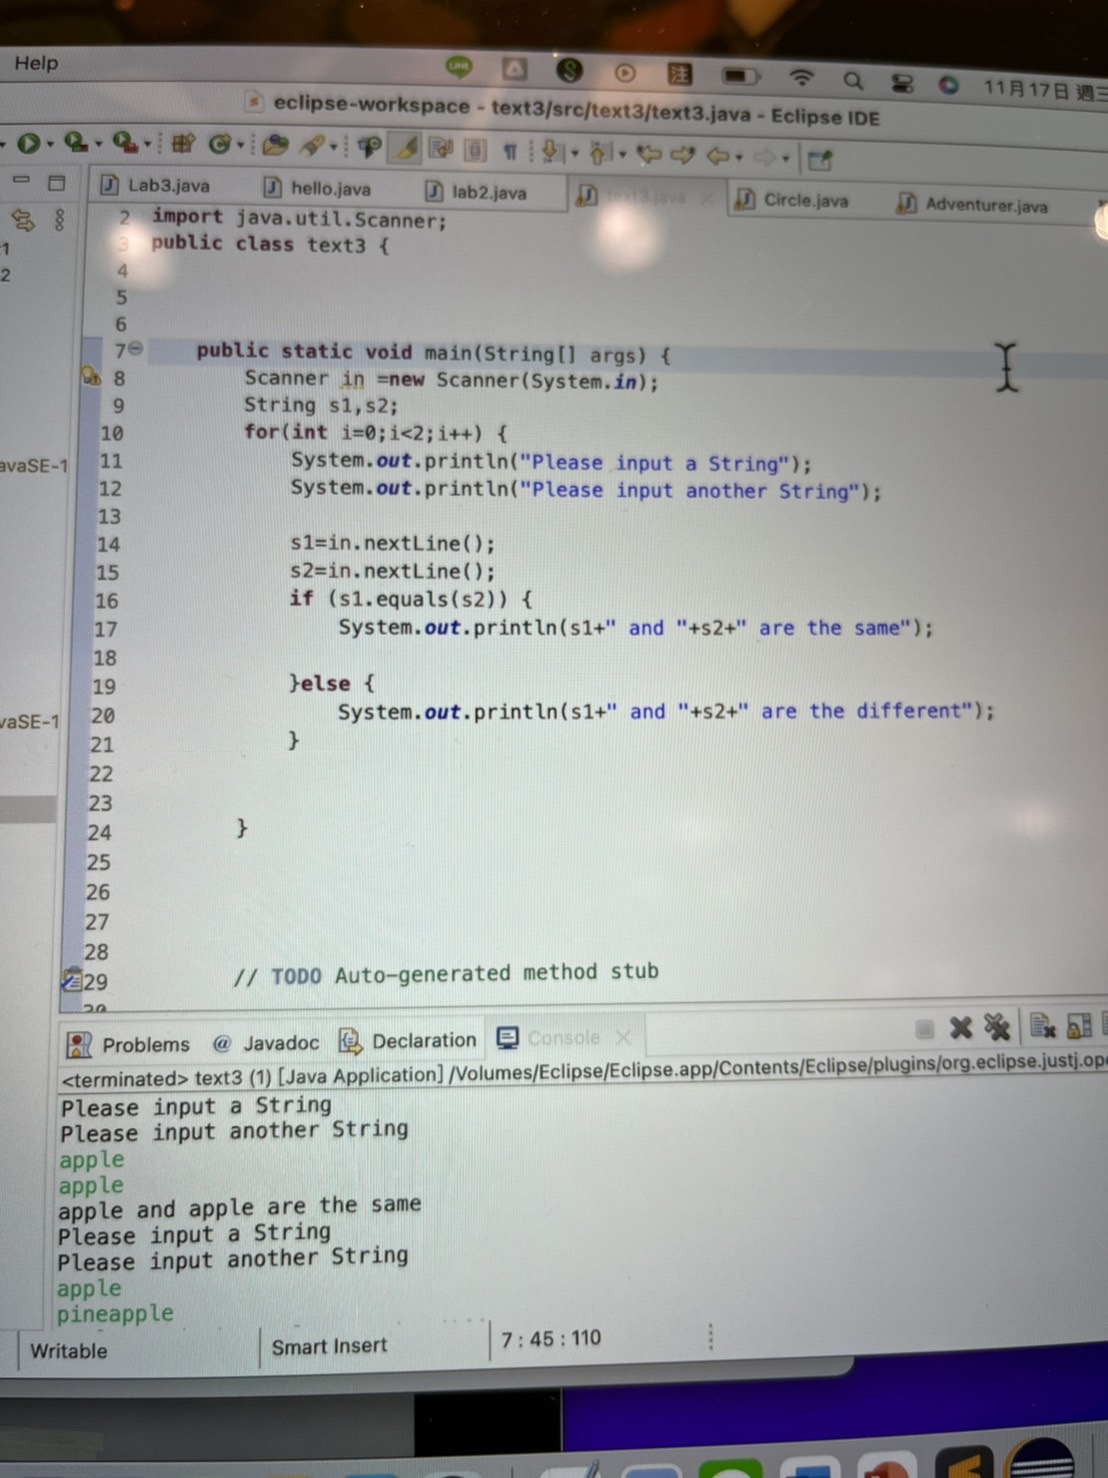 Help
LINE
注
11月17日 週三
eclipse-workspace - text3/src/text3/text3.java - Eclipse IDE
Lab3.java
hello.java
lab2.java
text3.java
Circle.java
Adventurer.java
1
2
avaSE-1
vaSE-1
2 import java.util.Scanner;
3 public class text3 {
4
5
6
7 public static void main(String[] args) {
8 Scanner in =new Scanner(System.in);
9 String s1,s2;
10 for(int i=0;i<2;i++) {
11 System.out.println("Please input a String");
12 System.out.println("Please input another String");
13
14 s1=in.nextLine();
15 s2=in.nextLine();
16 if (s1.equals(s2)) {
17 System.out.println(s1+" and "+s2+" are the same");
18
19 }else {
20 System.out.println(s1+" and "+s2+" are the different");
21 }
22
23
24 }
25
26
27
28
29 // TODO Auto-generated method stub
30
Problems
@ Javadoc
Declaration
Console
<terminated> text3 (1) [Java Application] /Volumes/Eclipse/Eclipse.app/Contents/Eclipse/plugins/org.eclipse.justj.ope
Please input a String
Please input another String
apple
apple
apple and apple are the same
Please input a String
Please input another String
apple
pineapple
Writable
Smart Insert
7 : 45 : 110